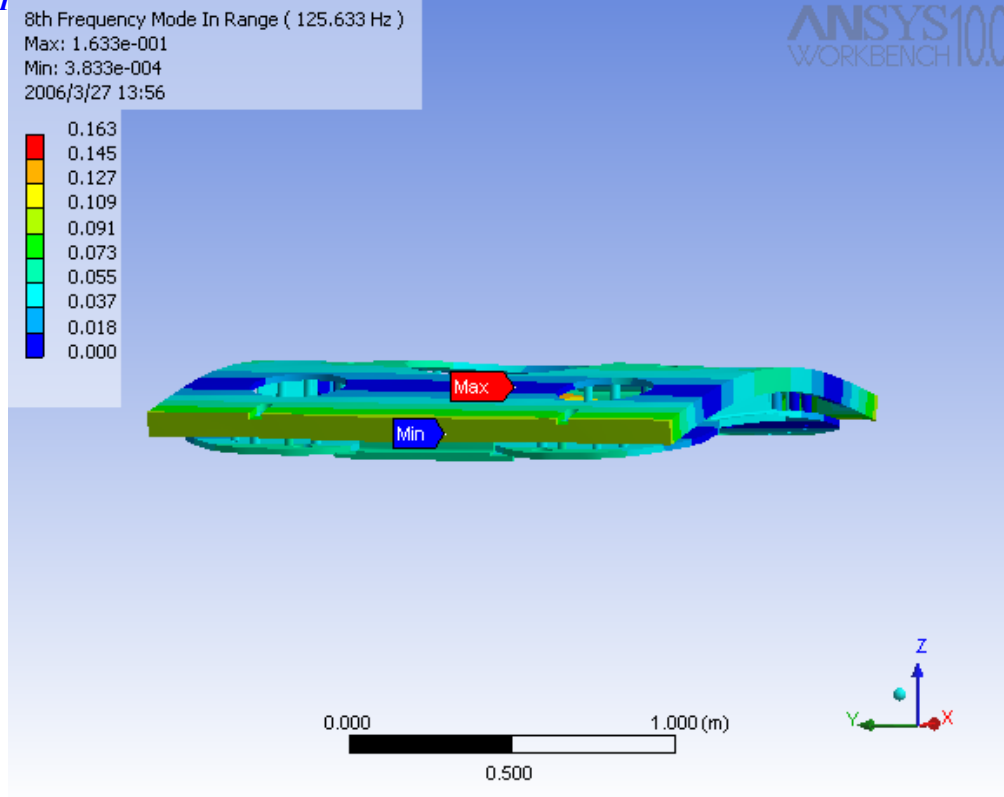 8th Frequency Mode In Range ( 125.633 Hz )
Max: 1.633e-001
Min: 3.833e-004
2006/3/27 13:56
ANSYS 10.0
WORKBENCH
0.163
0.145
0.127
0.109
0.091
0.073
0.055
0.037
0.018
0.000
Max
Min
Z
Y
X
0.000
1.000 (m)
0.500